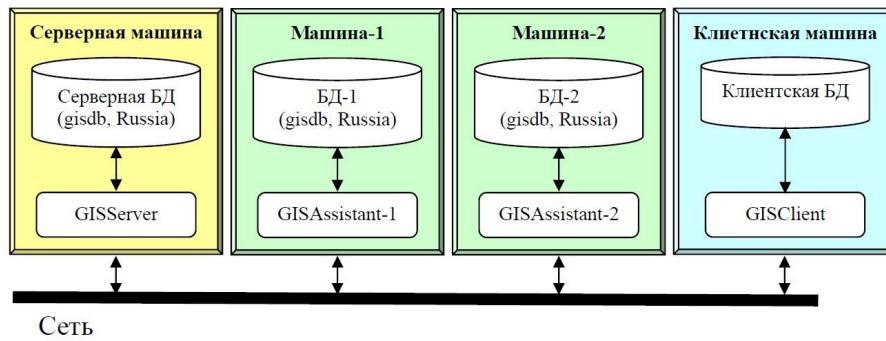 Серверная машина
Серверная БД
(gisdb, Russia)
GISServer
Машина-1
БД-1
(gisdb, Russia)
GISAssistant-1
Машина-2
БД-2
(gisdb, Russia)
GISAssistant-2
Клиетнская машина
Клиентская БД
GISClient
Сеть